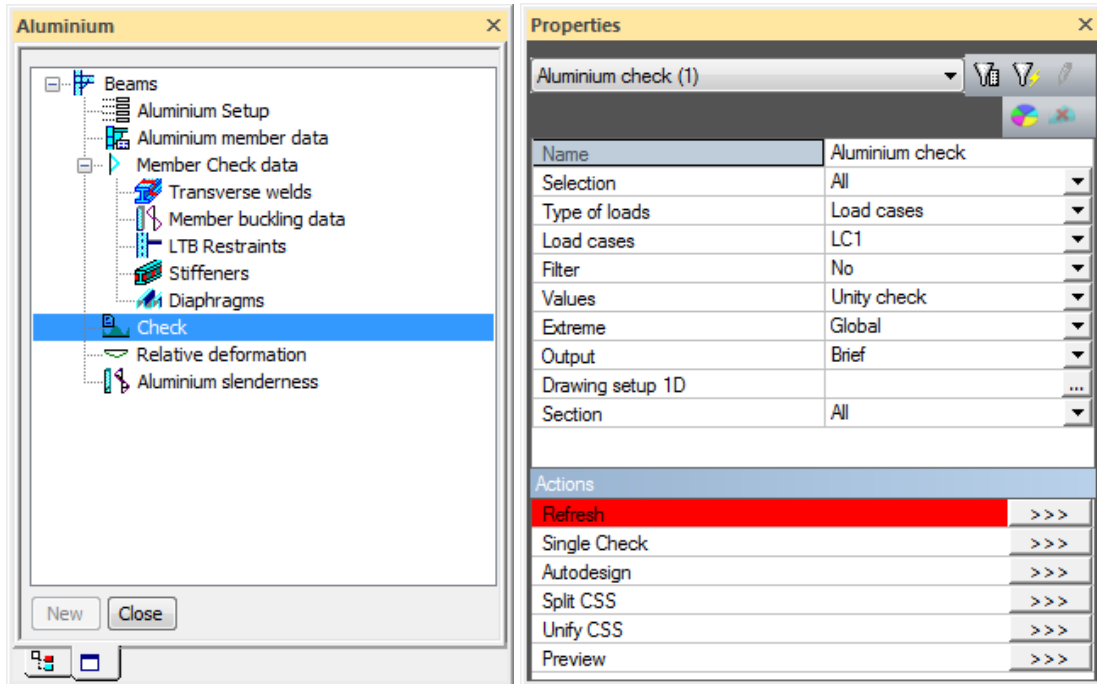 Aluminium
Beams
Aluminium Setup
Aluminium member data
Member Check data
Transverse welds
Member buckling data
LTB Restraints
Stiffeners
Diaphragms
Check
Relative deformation
Aluminium slenderness
New Close
Properties
Aluminium check (1)
Name Aluminium check
Selection All
Type of loads Load cases
Load cases LC1
Filter No
Values Unity check
Extreme Global
Output Brief
Drawing setup 1D ...
Section All
Actions
Refresh >>>
Single Check >>>
Autodesign >>>
Split CSS >>>
Unify CSS >>>
Preview >>>